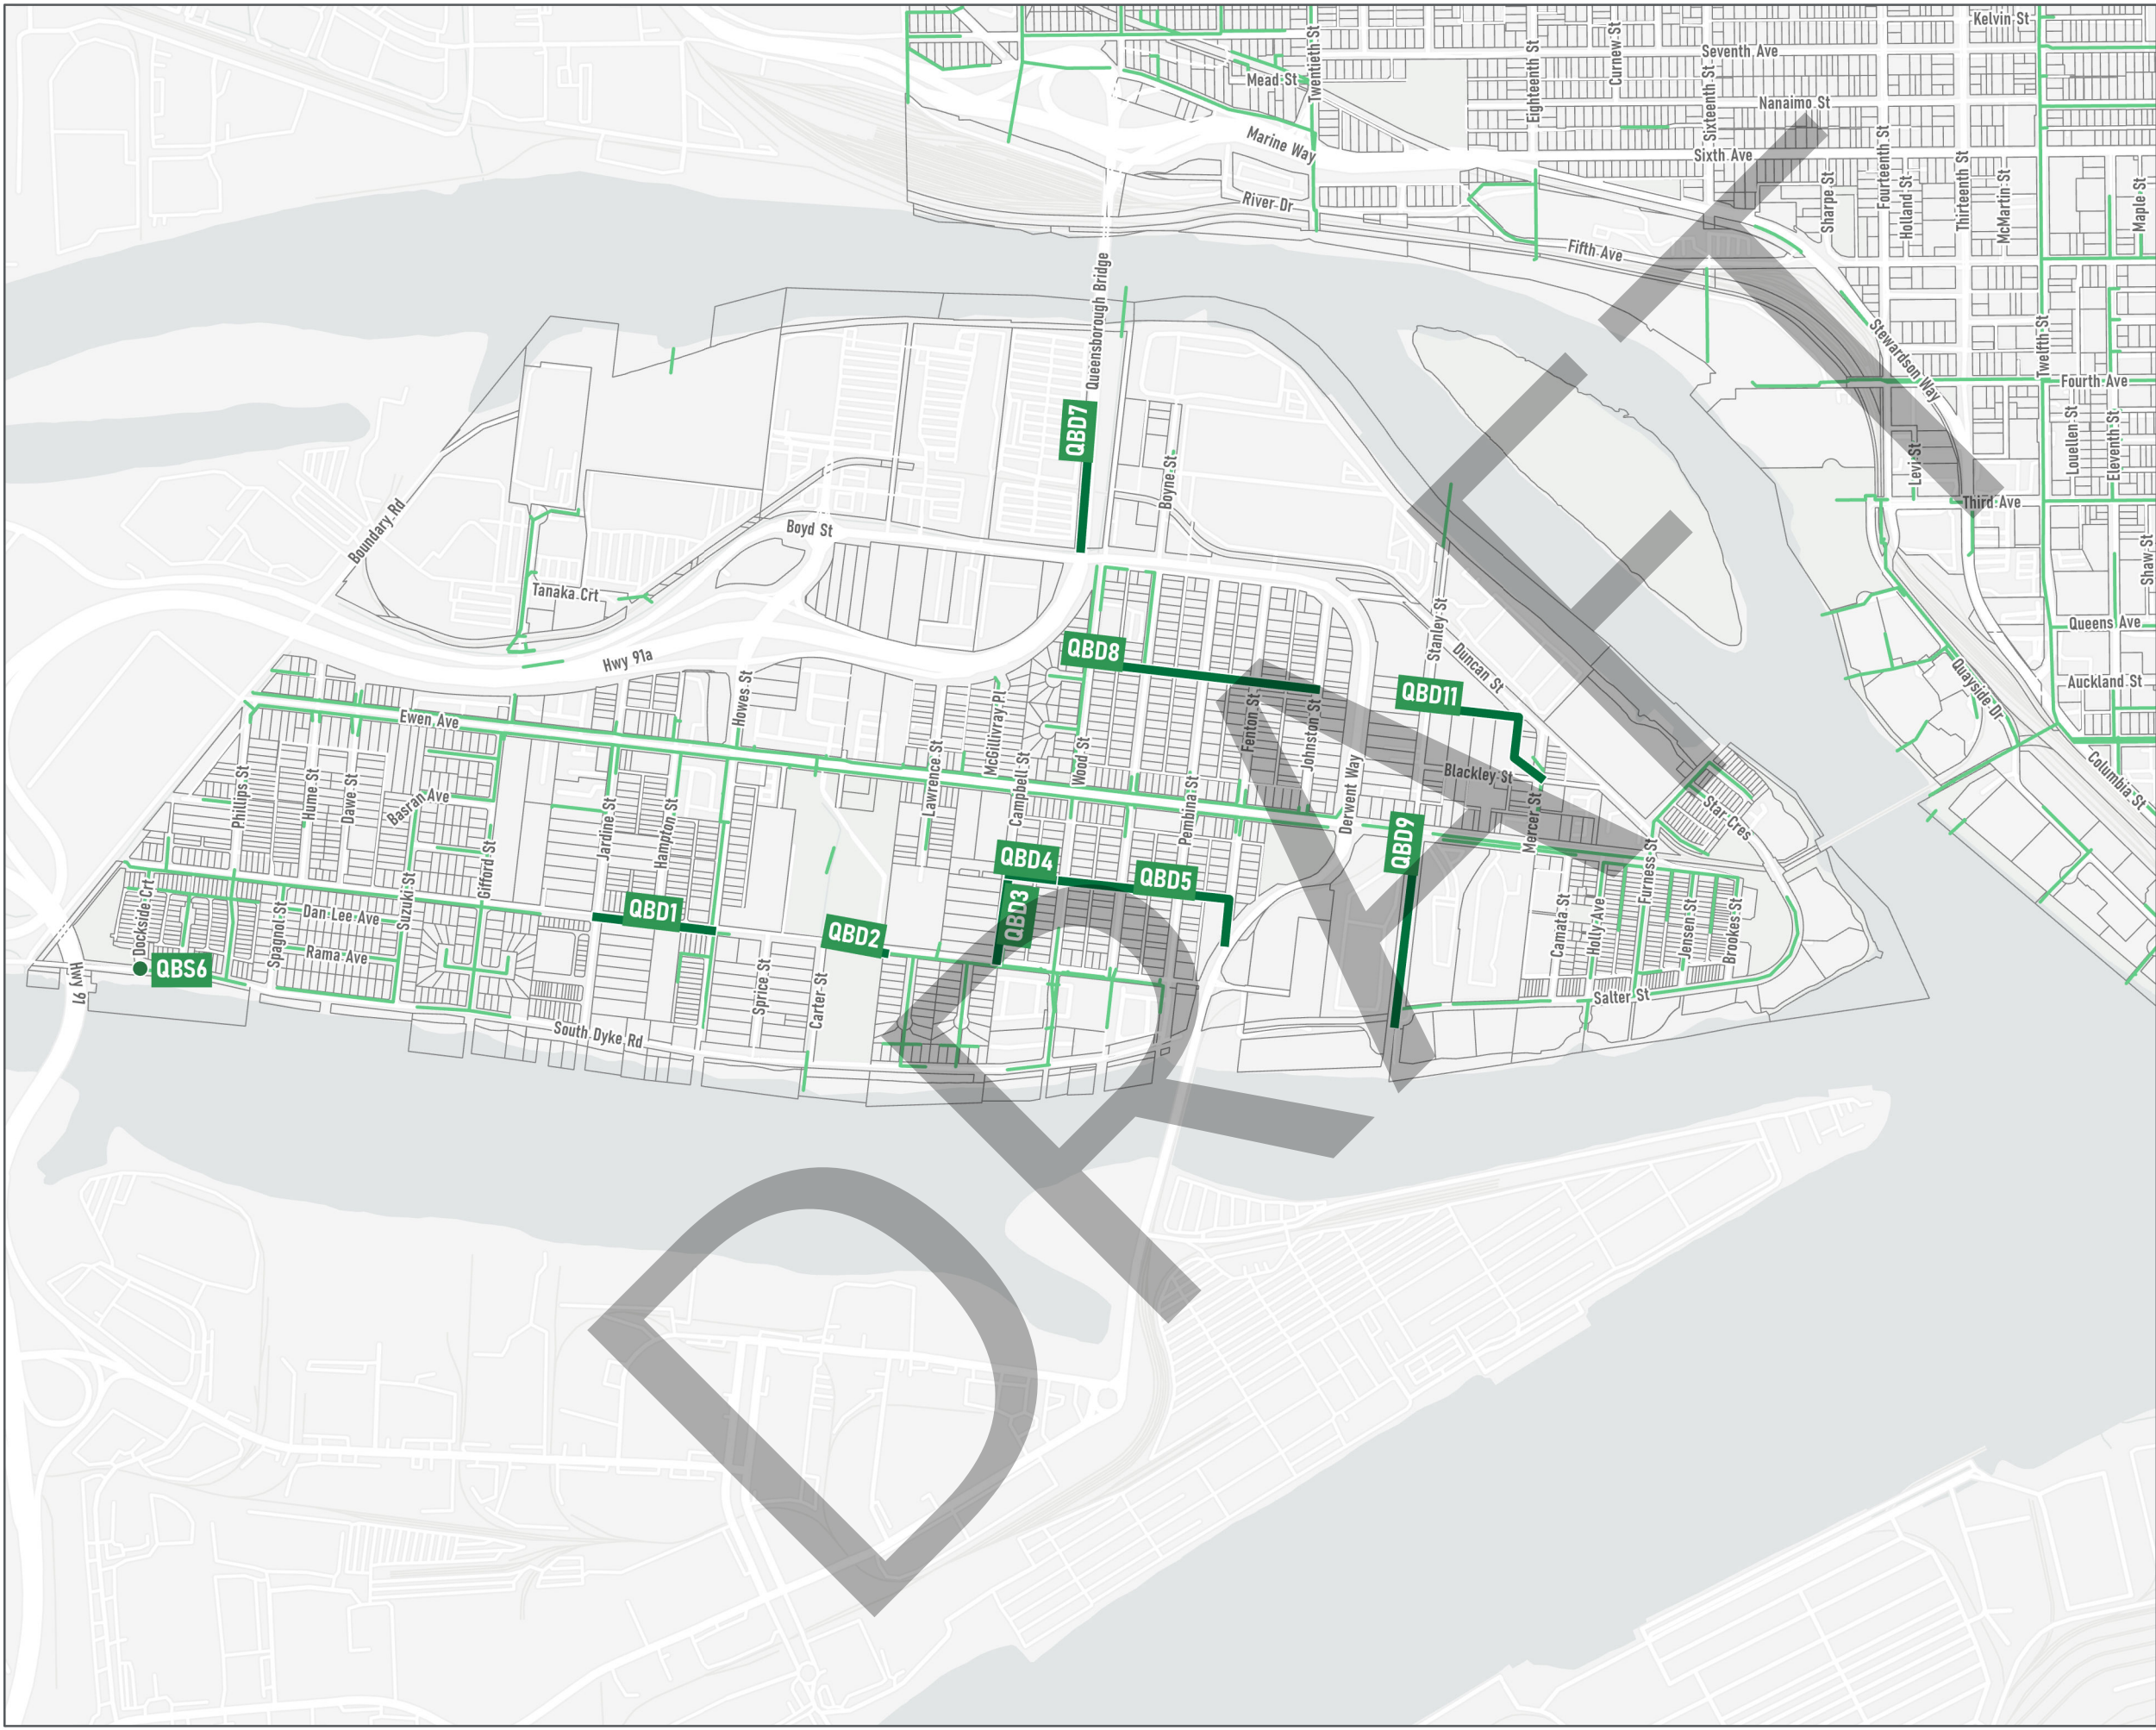 Kelvin St
Seventh Ave
Twentieth St
Eighteenth St
Curnew St
Mead St
Sixteenth St
Nanaimo St
Marine Way
Sixth Ave
Fourteenth St
Sharpe St
Holland St
Thirteenth St
McMartin St
Maple St
River Dr
Fifth Ave
Queensborough Bridge
Stewardson Way
Twelfth St
Fourth Ave
QBD7
Boyne St
Levi St
Louellen St
Eleventh St
Third Ave
Boundary Rd
Boyd St
Shaw St
Tanaka Crt
Stanley St
Queens Ave
QBD8
Hwy 91a
Duncan St
Auckland St
Quayside Dr
QBD11
Howes St
McGillivray Pl
Ewen Ave
Fenton St
Johnston St
Wood St
Lawrence St
Campbell St
Blackley St
Columbia St
Phillips St
Hume St
Dawe St
Basran Ave
Jardine St
Hampton St
Pembina St
Derwent Way
Mercer St
Star Cres
QBD9
QBD4
QBD5
Gifford St
Furness St
Suzuki St
QBD1
QBD3
QBD2
Dockside Crt
Spagnol St
Dan Lee Ave
Rama Ave
Camata St
Holly Ave
Jensen St
Brookes St
QBS6
Hwy 91
Sprice St
Carter St
Salter St
South Dyke Rd
DRAFT